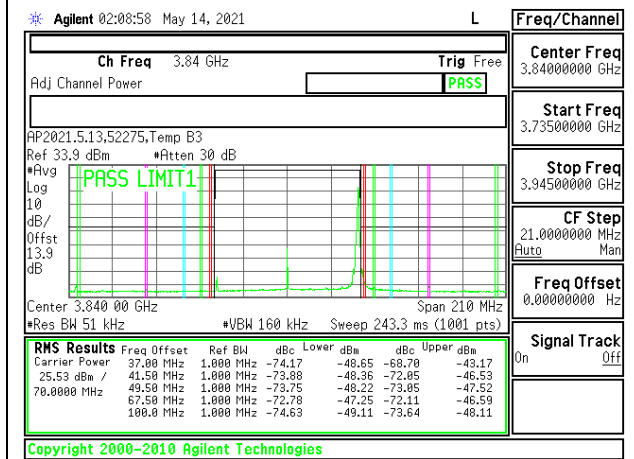 Agilent 02:08:58 May 14, 2021 L
Freq/Channel
Ch Freq 3.84 GHz Trig Free
Adj Channel Power PASS
Center Freq
3.84000000 GHz
Start Freq
3.73500000 GHz
Stop Freq
3.94500000 GHz
CF Step
21.0000000 MHz
Auto Man
Freq Offset
0.00000000 Hz
Signal Track
On Off
AP2021.5.13,52275,Temp B3
Ref 33.9 dBm #Atten 30 dB
#Avg
Log
10
dB/
Offst
13.9
dB
PASS LIMIT1
Center 3.840 00 GHz Span 210 MHz
#Res BW 51 kHz #VBW 160 kHz Sweep 243.3 ms (1001 pts)
RMS Results Freq Offset Ref BW dBc Lower dBm dBc Upper dBm
Carrier Power 37.00 MHz 1.000 MHz -74.17 -48.65 -68.70 -43.17
25.53 dBm / 41.50 MHz 1.000 MHz -73.88 -48.36 -72.05 -46.53
70.0000 MHz 49.50 MHz 1.000 MHz -73.75 -48.22 -73.05 -47.52
67.50 MHz 1.000 MHz -72.78 -47.25 -72.11 -46.59
100.0 MHz 1.000 MHz -74.63 -49.11 -73.64 -48.11
Copyright 2000-2010 Agilent Technologies